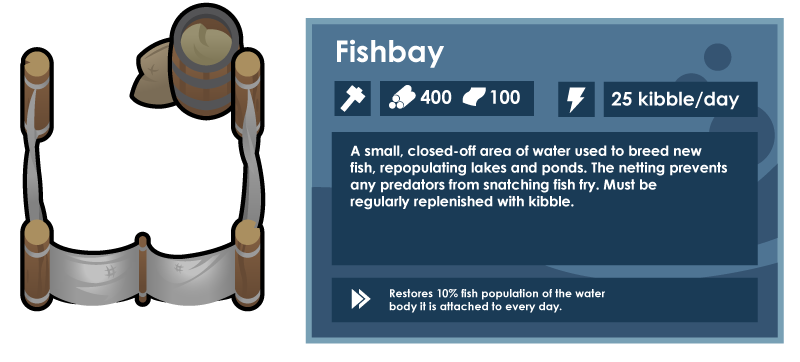 Fishbay
400 100 25 kibble/day
A small, closed-off area of water used to breed new
fish, repopulating lakes and ponds. The netting prevents
any predators from snatching fish fry. Must be
regularly replenished with kibble.
Restores 10% fish population of the water
body it is attached to every day.